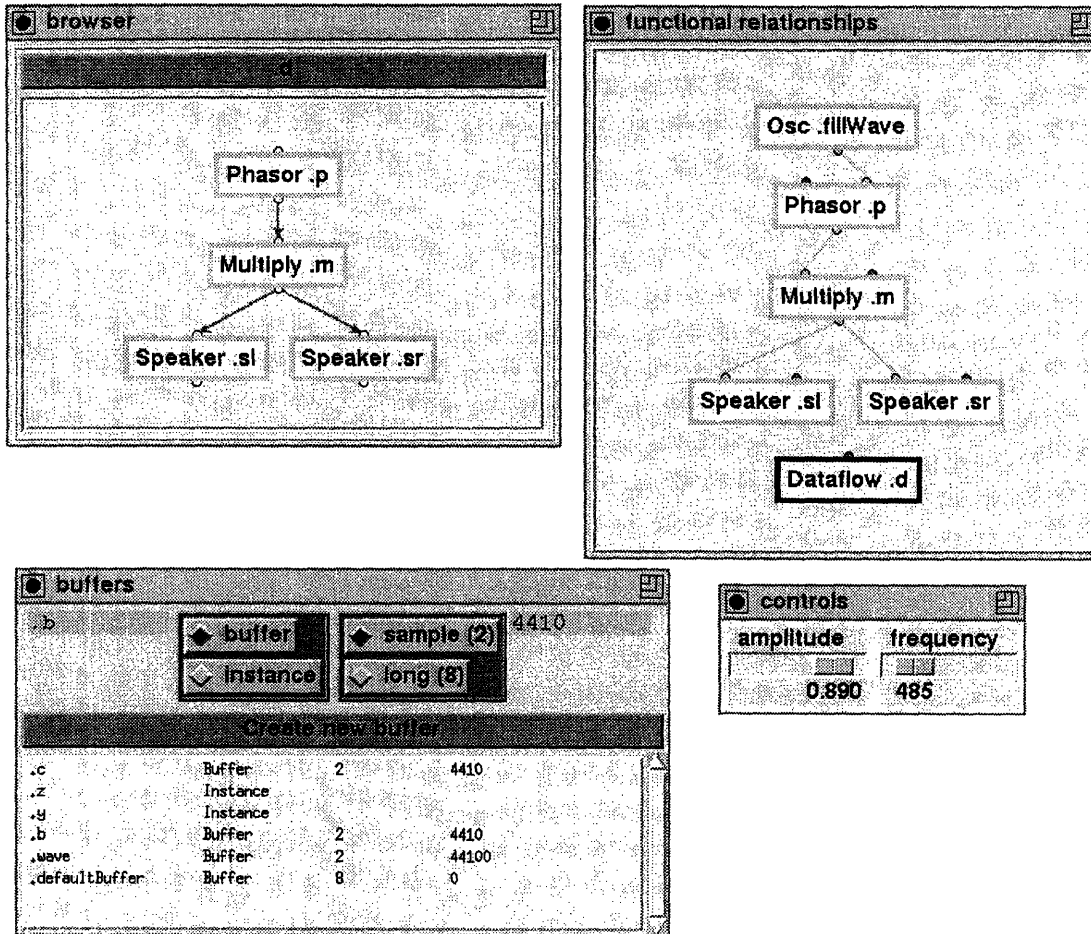 browser
d
Phasor .p
Multiply .m
Speaker .sl Speaker .sr
functional relationships
Osc .fillWave
Phasor .p
Multiply .m
Speaker .sl Speaker .sr
Dataflow .d
buffers
.b buffer sample (2) 4410
instance long (8)
Create new buffer
.c Buffer 2 4410
.z Instance
.y Instance
.b Buffer 2 4410
.wave Buffer 2 44100
.defaultBuffer Buffer 8 0
controls
amplitude frequency
0.890 485